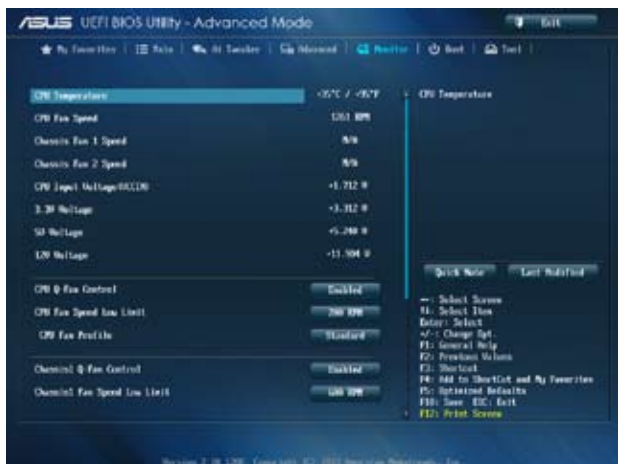 ASUS UEFI BIOS Utility - Advanced Mode
Exit
My Favorites Main Ai Tweaker Advanced Monitor Boot Tool
CPU Temperature +35°C / +95°F
CPU Temperature
CPU Fan Speed 1261 RPM
Chassis Fan 1 Speed N/A
Chassis Fan 2 Speed N/A
CPU Input Voltage(VCCIN) +1.712 V
3.3V Voltage +3.312 V
5V Voltage +5.240 V
12V Voltage
Quick Note Last Modified
CPU Q-Fan Control Enabled
CPU Fan Speed Low Limit 200 RPM
CPU Fan Profile Standard
Chassis1 Q-Fan Control Enabled
Chassis1 Fan Speed Low Limit 600 RPM
→←: Select Screen
↑↓: Select Item
Enter: Select
+/-: Change Opt.
F1: General Help
F2: Previous Values
F3: Shortcut
F4: Add to ShortCut and My Favorites
F5: Optimized Defaults
F10: Save ESC: Exit
F12: Print Screen